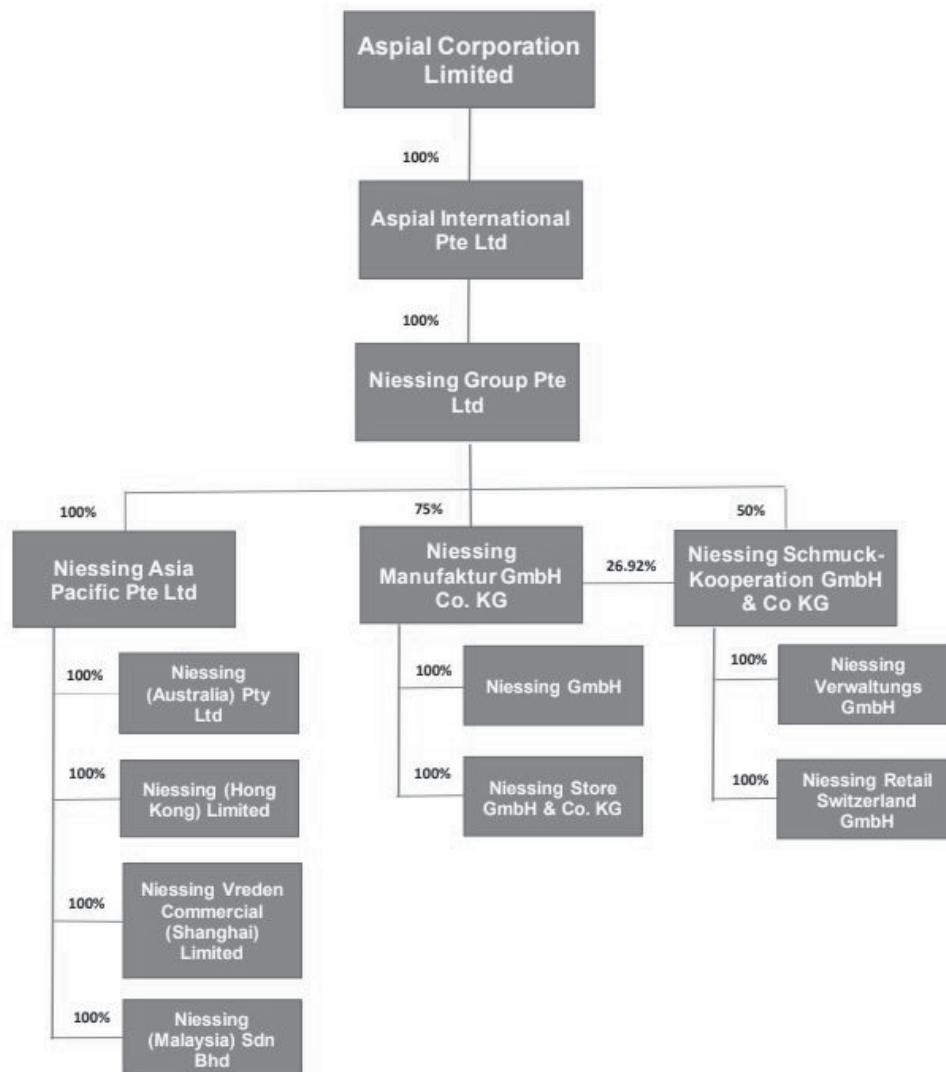 Aspial Corporation
Limited
100%
Aspial International
Pte Ltd
100%
Niessing Group Pte
Ltd
100%
75%
50%
Niessing Asia
Pacific Pte Ltd
Niessing
Manufaktur GmbH
Co. KG
26.92%
Niessing Schmuck-
Kooperation GmbH
& Co KG
100%
Niessing
(Australia) Pty
Ltd
100%
Niessing GmbH
100%
Niessing
Verwaltungs
GmbH
100%
Niessing (Hong
Kong) Limited
100%
Niessing Store
GmbH & Co. KG
100%
Niessing Retail
Switzerland
GmbH
100%
Niessing Vreden
Commercial
(Shanghai)
Limited
100%
Niessing
(Malaysia) Sdn
Bhd